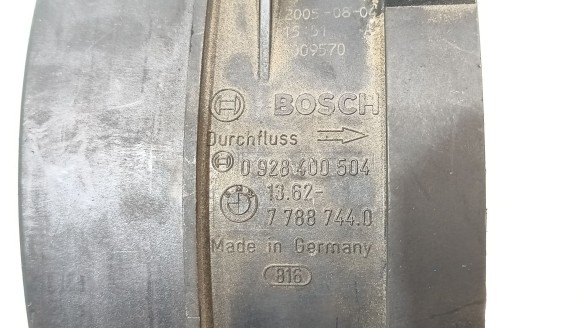 2005-08-0
15:51
009570
BOSCH
Durchfluss
0 928 400 504
13.62-
7 788 744.0
Made in Germany
816